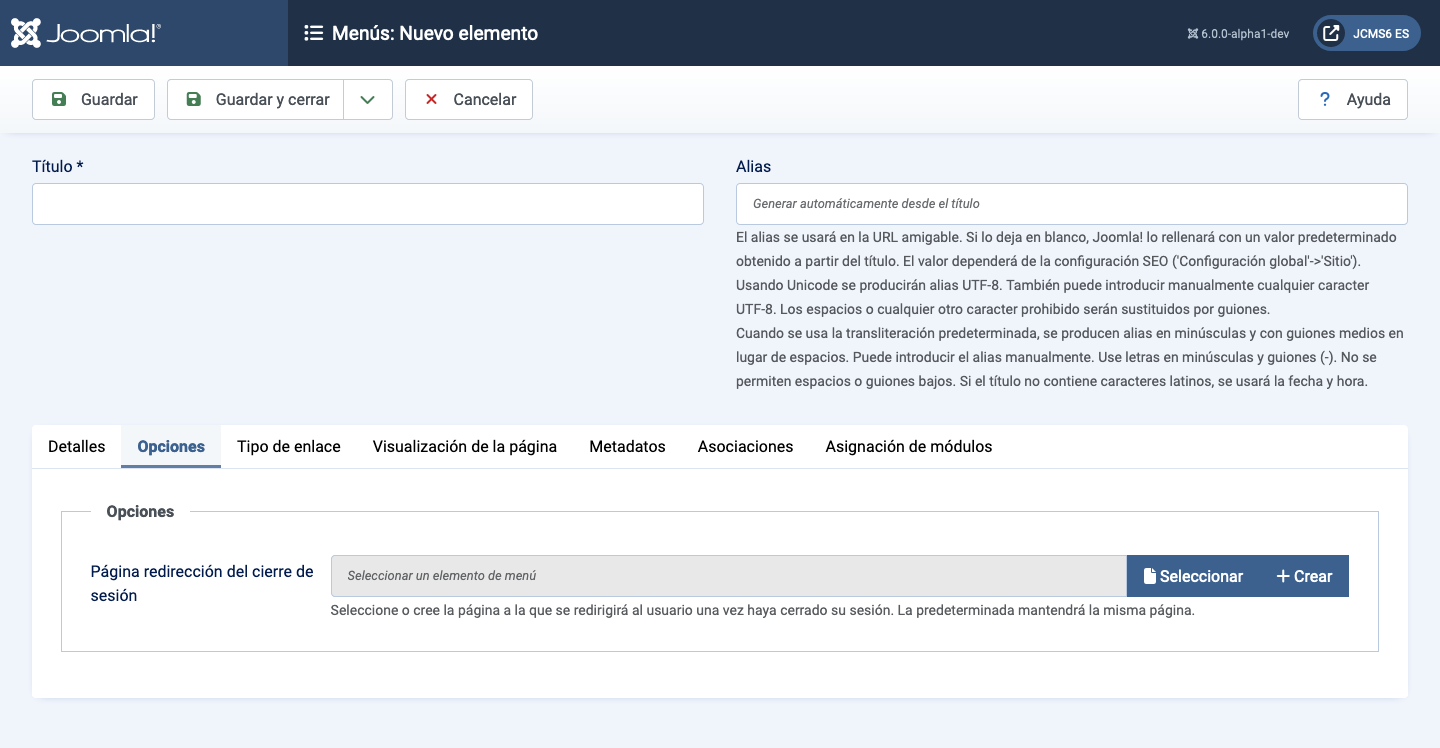 Joomla!®
Menús: Nuevo elemento
6.0.0-alpha1-dev
JCMS6 ES
Guardar
Guardar y cerrar
Cancelar
Ayuda
Título *
Alias
Generar automáticamente desde el título
El alias se usará en la URL amigable. Si lo deja en blanco, Joomla! lo rellenará con un valor predeterminado
obtenido a partir del título. El valor dependerá de la configuración SEO ('Configuración global'->'Sitio').
Usando Unicode se producirán alias UTF-8. También puede introducir manualmente cualquier caracter
UTF-8. Los espacios o cualquier otro caracter prohibido serán sustituidos por guiones.
Cuando se usa la transliteración predeterminada, se producen alias en minúsculas y con guiones medios en
lugar de espacios. Puede introducir el alias manualmente. Use letras en minúsculas y guiones (-). No se
permiten espacios o guiones bajos. Si el título no contiene caracteres latinos, se usará la fecha y hora.
Detalles
Opciones
Tipo de enlace
Visualización de la página
Metadatos
Asociaciones
Asignación de módulos
Opciones
Página redirección del cierre de
sesión
Seleccionar un elemento de menú
Seleccionar
Crear
Seleccione o cree la página a la que se redirigirá al usuario una vez haya cerrado su sesión. La predeterminada mantendrá la misma página.